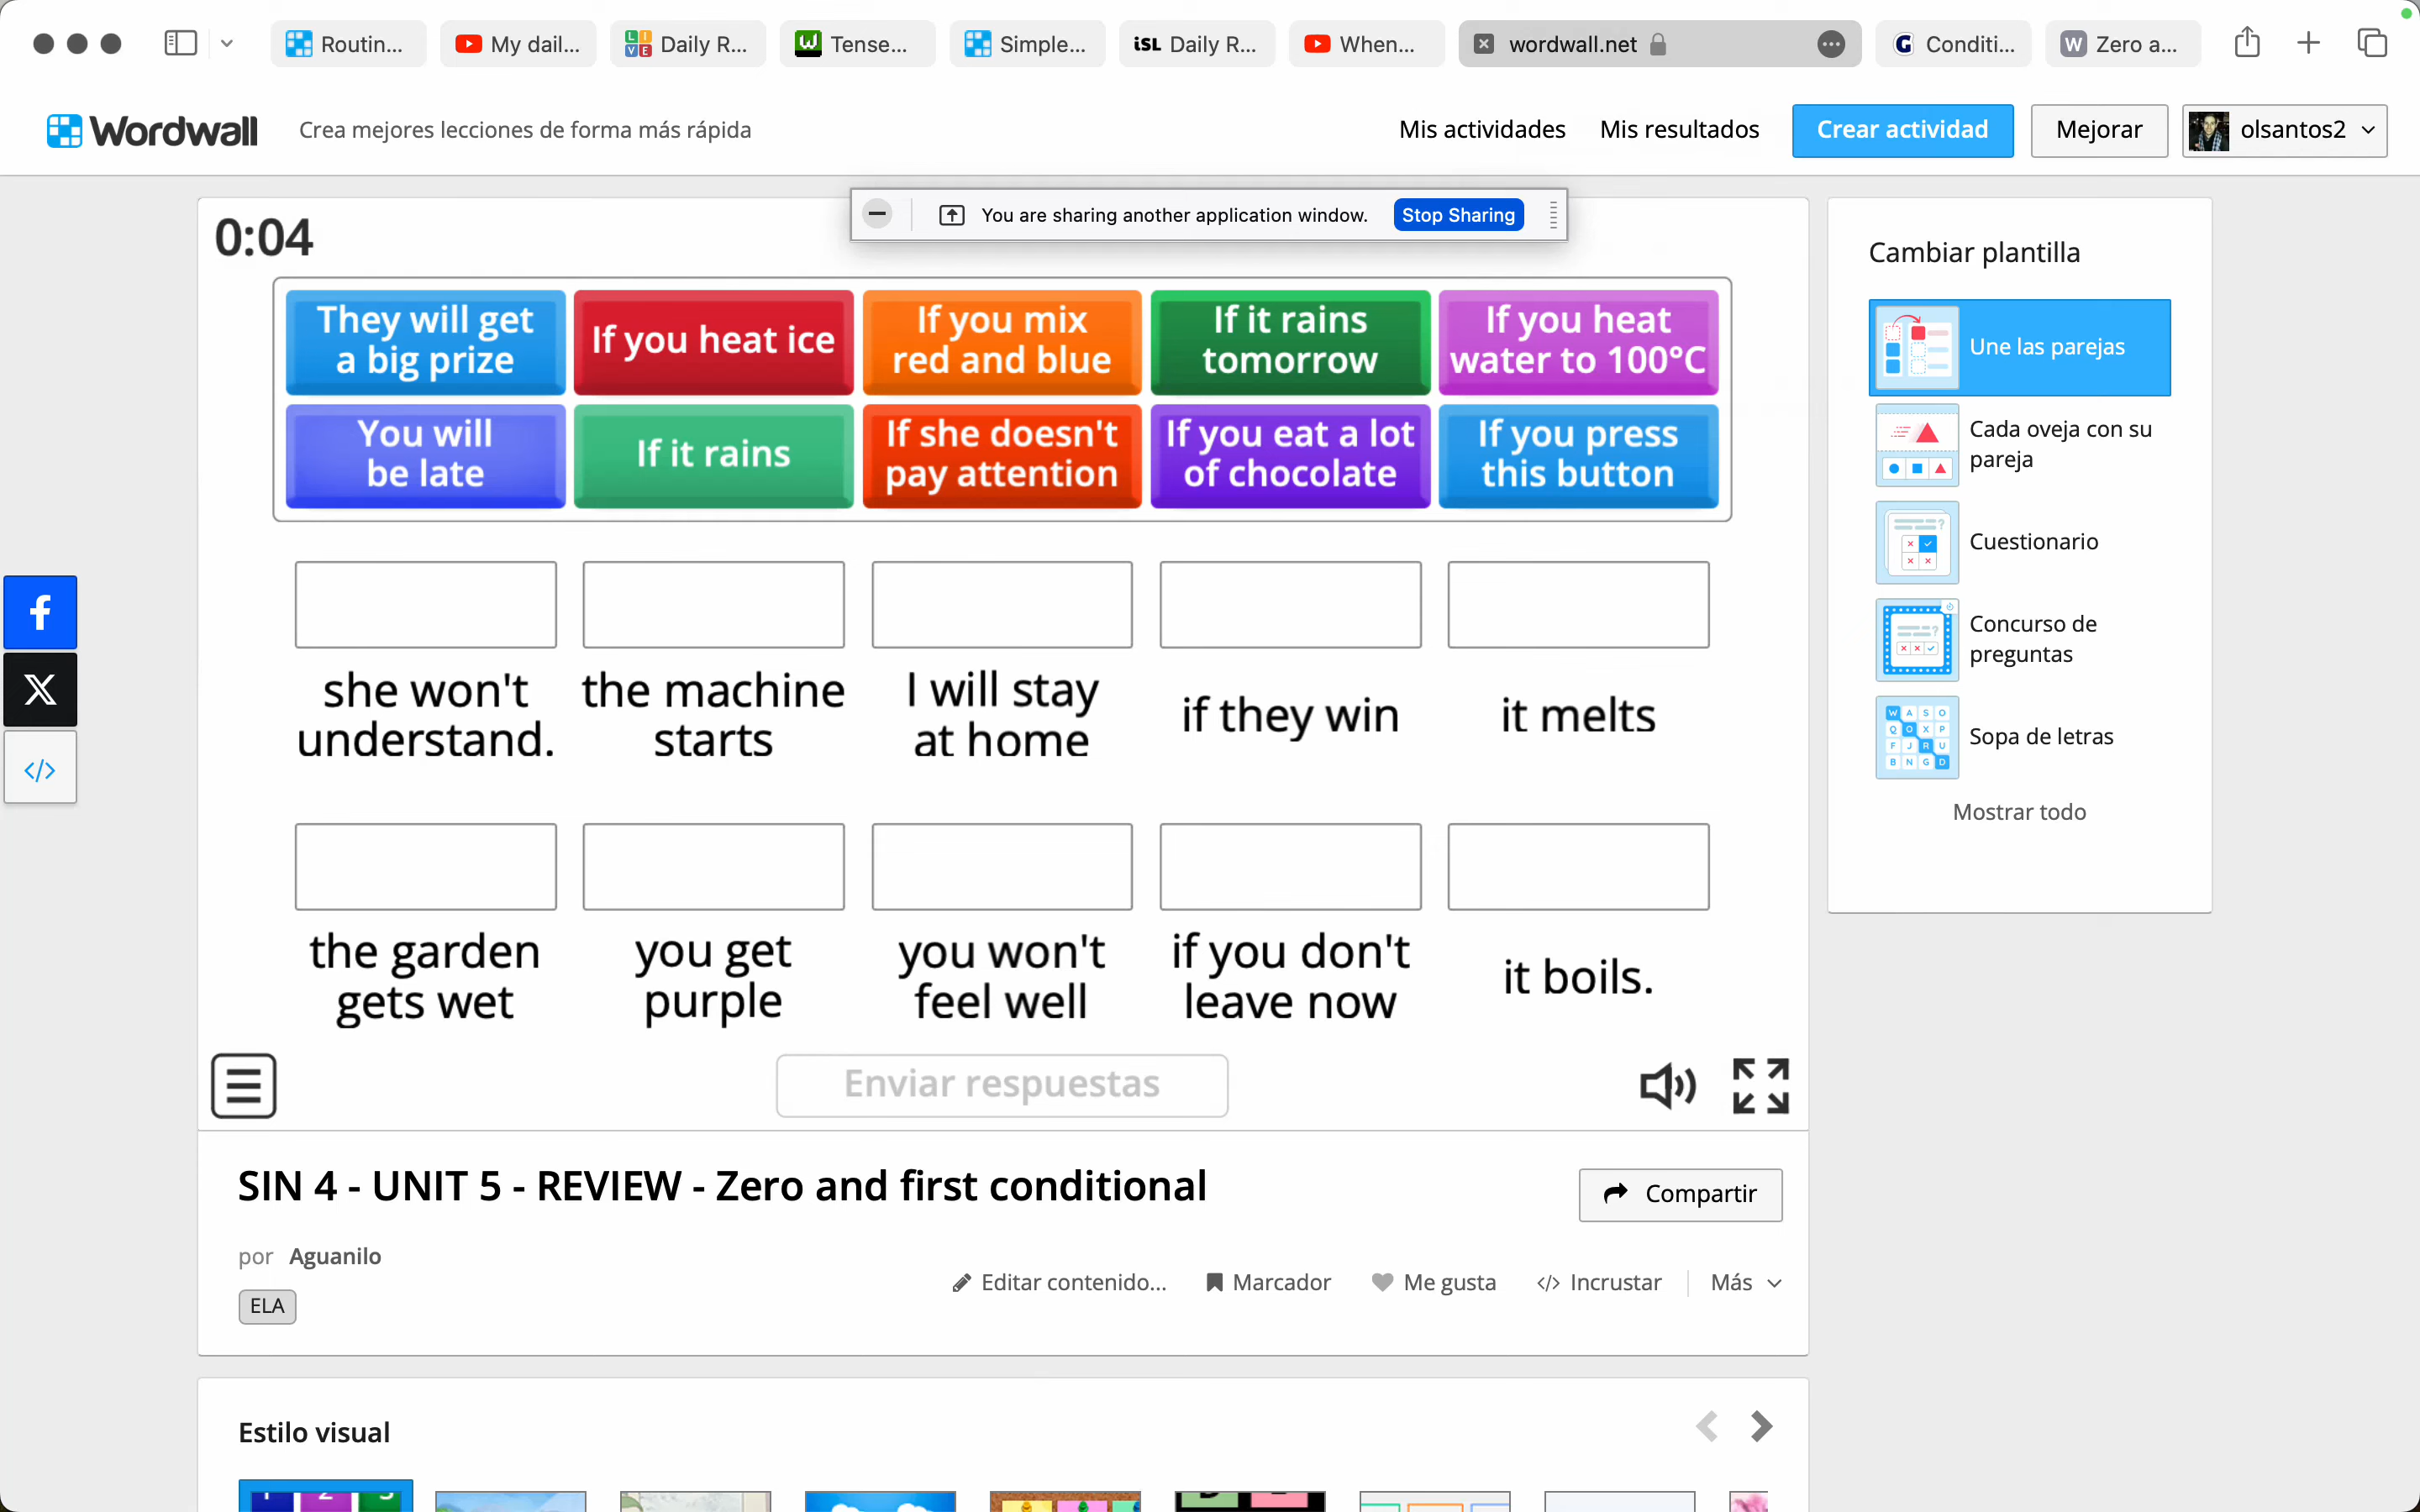 Routin...
My dail...
Daily R...
Tense...
Simple...
iSL Daily R...
When...
wordwall.net
Conditi...
Zero a...
Wordwall
Crea mejores lecciones de forma más rápida
Mis actividades
Mis resultados
Crear actividad
Mejorar
olsantos2
You are sharing another application window.
Stop Sharing
0:04
They will get
a big prize
If you heat ice
If you mix
red and blue
If it rains
tomorrow
If you heat
water to 100°C
You will
be late
If it rains
If she doesn't
pay attention
If you eat a lot
of chocolate
If you press
this button
she won't
understand.
the machine
starts
I will stay
at home
if they win
it melts
the garden
gets wet
you get
purple
you won't
feel well
if you don't
leave now
it boils.
Enviar respuestas
Cambiar plantilla
Une las parejas
Cada oveja con su
pareja
Cuestionario
Concurso de
preguntas
Sopa de letras
Mostrar todo
SIN 4 - UNIT 5 - REVIEW - Zero and first conditional
Compartir
por Aguanilo
ELA
Editar contenido...
Marcador
Me gusta
Incrustar
Más
Estilo visual